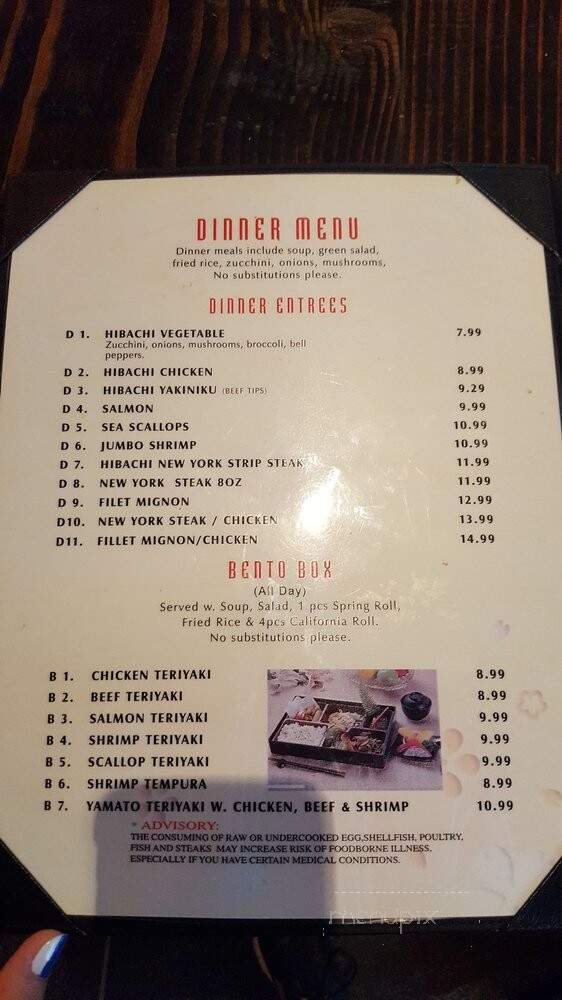 DINNER MENU
Dinner meals include soup, green salad,
fried rice, zucchini, onions, mushrooms,
No substitutions please.
DINNER ENTREES
D 1. HIBACHI VEGETABLE 7.99
Zucchini, onions, mushrooms, broccoli, bell
peppers.
D 2. HIBACHI CHICKEN 8.99
D 3. HIBACHI YAKINIKU (BEEF TIPS) 9.29
D 4. SALMON 9.99
D 5. SEA SCALLOPS 10.99
D 6. JUMBO SHRIMP 10.99
D 7. HIBACHI NEW YORK STRIP STEAK 11.99
D 8. NEW YORK STEAK 8OZ 11.99
D 9. FILET MIGNON 12.99
D10. NEW YORK STEAK / CHICKEN 13.99
D11. FILLET MIGNON/CHICKEN 14.99
BENTO BOX
(All Day)
Served w. Soup, Salad, 1 pcs Spring Roll,
Fried Rice & 4pcs California Roll.
No substitutions please.
B 1. CHICKEN TERIYAKI 8.99
B 2. BEEF TERIYAKI 8.99
B 3. SALMON TERIYAKI 9.99
B 4. SHRIMP TERIYAKI 9.99
B 5. SCALLOP TERIYAKI 9.99
B 6. SHRIMP TEMPURA 8.99
B 7. YAMATO TERIYAKI W. CHICKEN, BEEF & SHRIMP 10.99
* ADVISORY:
THE CONSUMING OF RAW OR UNDERCOOKED EGG,SHELLFISH, POULTRY,
FISH AND STEAKS MAY INCREASE RISK OF FOODBORNE ILLNESS.
ESPECIALLY IF YOU HAVE CERTAIN MEDICAL CONDITIONS.
menupix